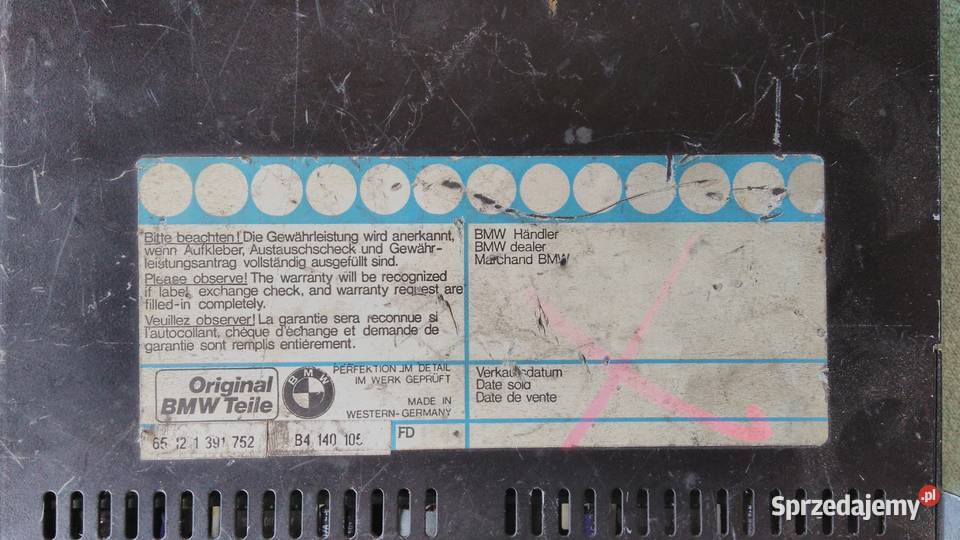 Bitte beachten! Die Gewährleistung wird anerkannt,
wenn Aufkleber, Austauschscheck und Gewähr-
leistungsantrag vollständig ausgefüllt sind.
Please observe! The warranty will be recognized
if label, exchange check, and warranty request are
filled-in completely.
Veuillez observer! La garantie sera reconnue si
l'autocollant, chèque d'échange et demande de
garantie sont remplis entièrement.
BMW Händler
BMW dealer
Marchand BMW
Original
BMW Teile
BMW
PERFEKTION IM DETAIL
IM WERK GEPRÜFT
MADE IN
WESTERN-GERMANY
Verkaufsdatum
Date sold
Date de vente
65 12 1 391 752
B4 140 105
FD
Sprzedajemy.pl